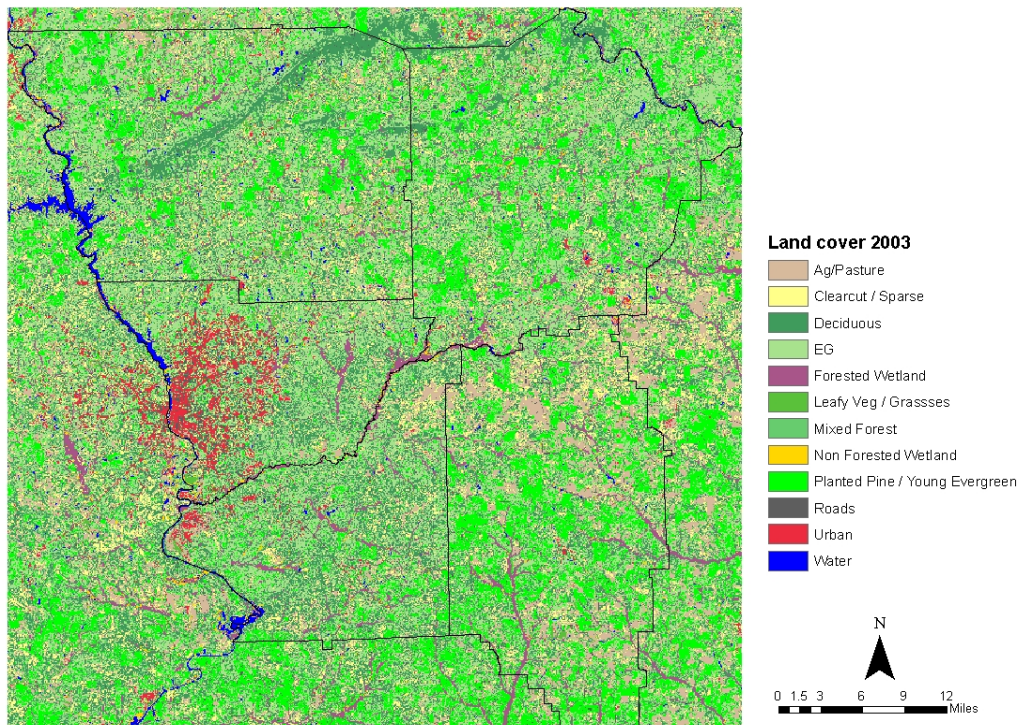 Land cover 2003
Ag/Pasture
Clearcut / Sparse
Deciduous
EG
Forested Wetland
Leafy Veg / Grassses
Mixed Forest
Non Forested Wetland
Planted Pine / Young Evergreen
Roads
Urban
Water
N
0 1.5 3 6 9 12
Miles